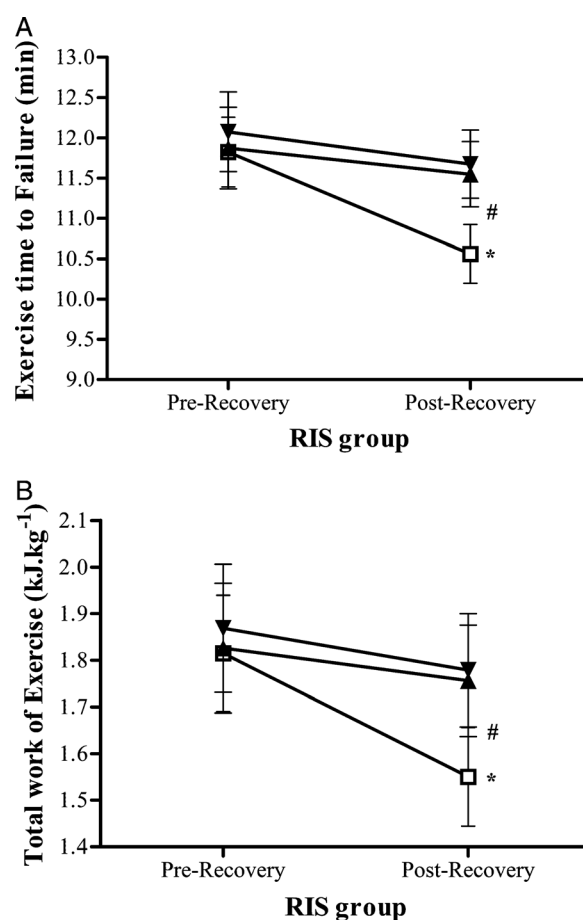 A
Exercise time to Failure (min)
13.0
12.5
12.0
11.5
11.0
10.5
10.0
9.5
9.0
#
*
Pre-Recovery Post-Recovery
RIS group
B
Total work of Exercise (kJ.kg⁻¹)
2.1
2.0
1.9
1.8
1.7
1.6
1.5
1.4
#
*
Pre-Recovery Post-Recovery
RIS group